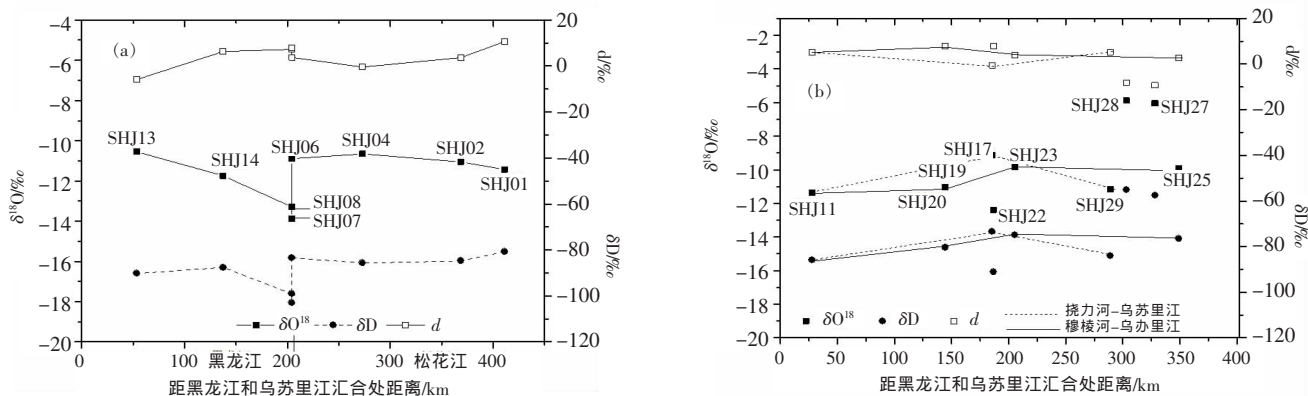 (a)
δ¹⁸O/‰
−4
−6
−8
−10
−12
−14
−16
−18
−20
20
0
−20
−40
−60
−80
−100
−120
d/‰
δD/‰
SHJ13
SHJ14
SHJ06
SHJ04
SHJ02
SHJ01
SHJ08
SHJ07
δO¹⁸ δD d
0 100 200 300 400
黑龙江 松花江
距黑龙江和乌苏里江汇合处距离/km
(b)
δ¹⁸O/‰
−2
−4
−6
−8
−10
−12
−14
−16
−18
−20
20
0
−20
−40
−60
−80
−100
−120
d/‰
δD/‰
SHJ28 SHJ27
SHJ17
SHJ23
SHJ19
SHJ25
SHJ11 SHJ20 SHJ22 SHJ29
δO¹⁸ δD d
挠力河–乌苏里江
穆棱河–乌办里江
0 50 100 150 200 250 300 350 400
距黑龙江和乌苏里江汇合处距离/km